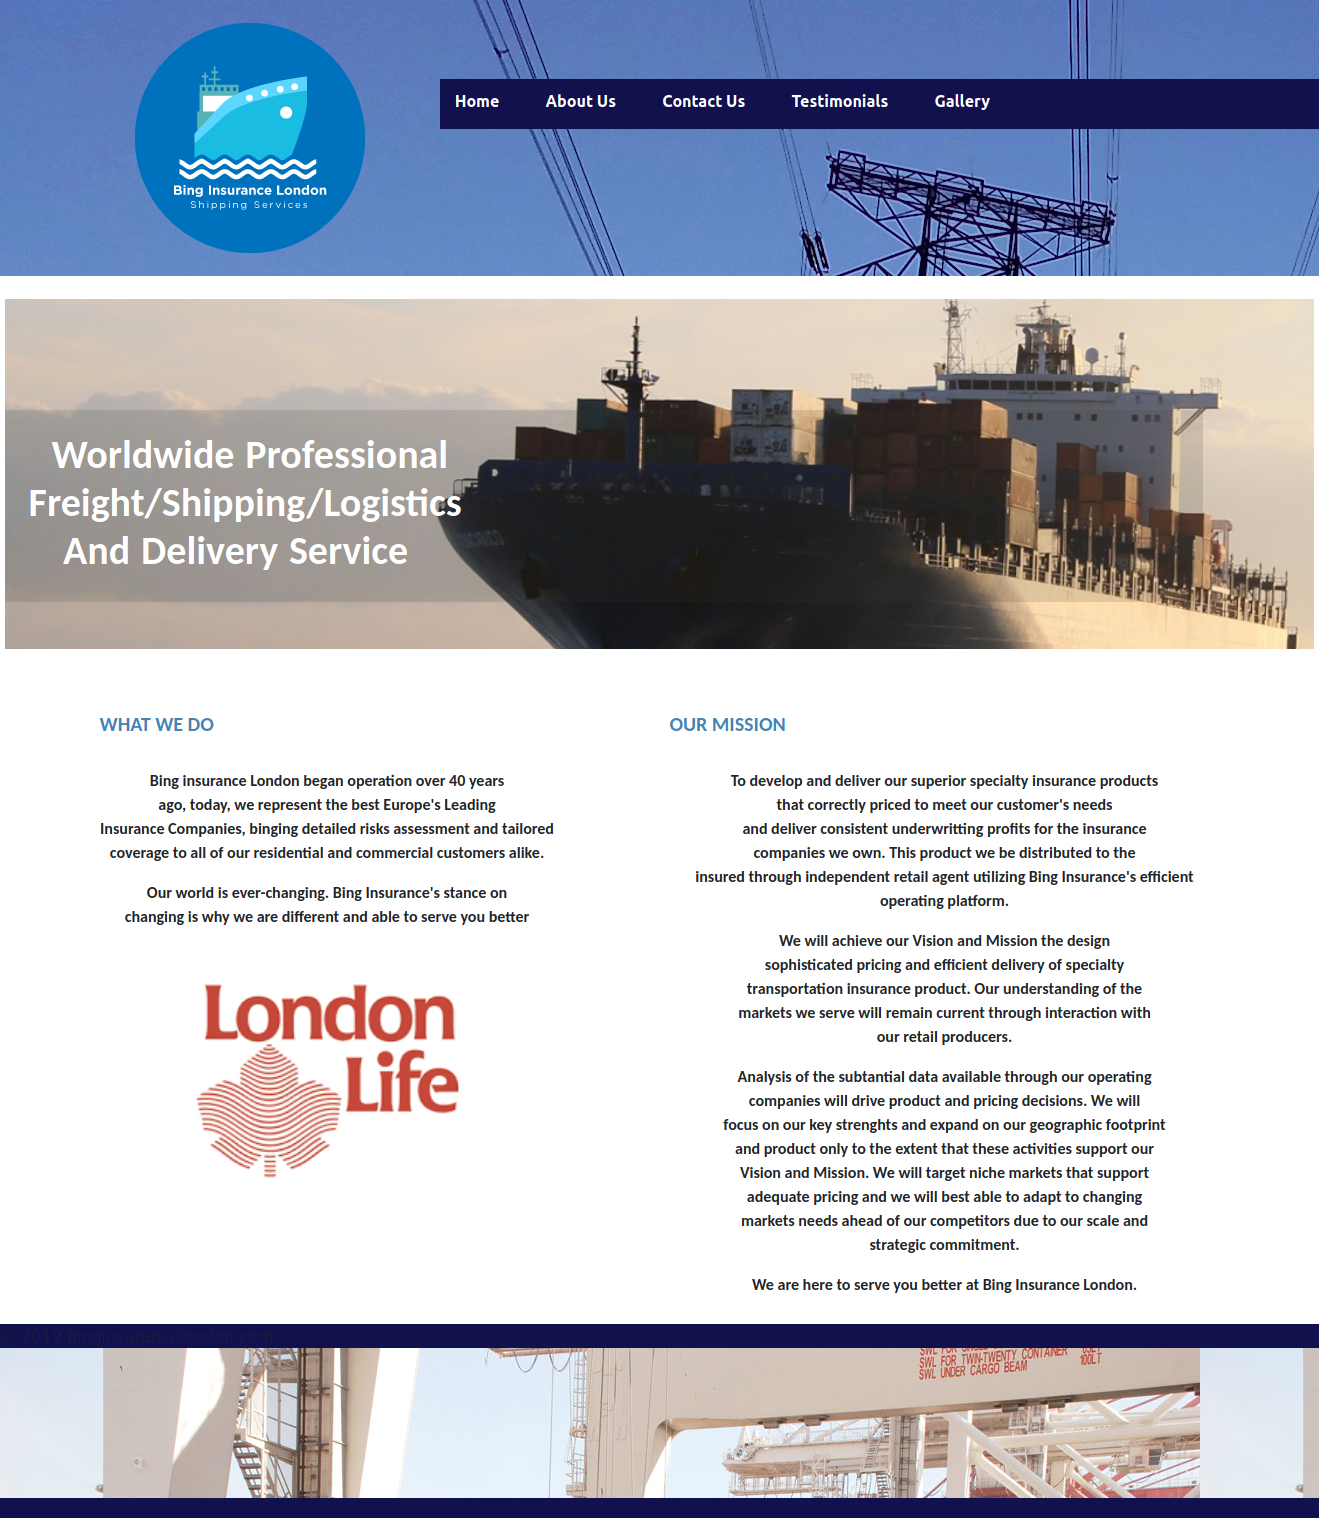 Bing Insurance London
Shipping Services
Home About Us Contact Us Testimonials Gallery
Worldwide Professional
Freight/Shipping/Logistics
And Delivery Service
WHAT WE DO
Bing insurance London began operation over 40 years
ago, today, we represent the best Europe's Leading
Insurance Companies, binging detailed risks assessment and tailored
coverage to all of our residential and commercial customers alike.
Our world is ever-changing. Bing Insurance's stance on
changing is why we are different and able to serve you better
London
Life
OUR MISSION
To develop and deliver our superior specialty insurance products
that correctly priced to meet our customer's needs
and deliver consistent underwritting profits for the insurance
companies we own. This product we be distributed to the
insured through independent retail agent utilizing Bing Insurance's efficient
operating platform.
We will achieve our Vision and Mission the design
sophisticated pricing and efficient delivery of specialty
transportation insurance product. Our understanding of the
markets we serve will remain current through interaction with
our retail producers.
Analysis of the subtantial data available through our operating
companies will drive product and pricing decisions. We will
focus on our key strenghts and expand on our geographic footprint
and product only to the extent that these activities support our
Vision and Mission. We will target niche markets that support
adequate pricing and we will best able to adapt to changing
markets needs ahead of our competitors due to our scale and
strategic commitment.
We are here to serve you better at Bing Insurance London.
© 2019 binginsurancelondon.com
SWL FOR TWIN-TWENTY CONTAINER
SWL UNDER CARGO BEAM 100LT